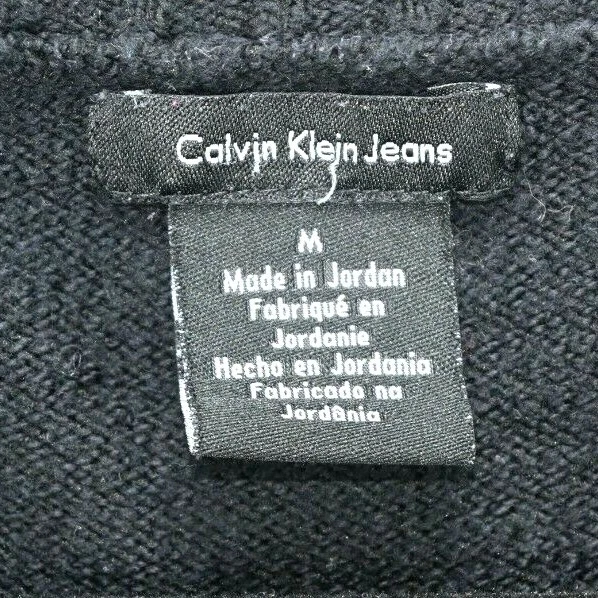 Calvin Klein Jeans
M
Made in Jordan
Fabriqué en
Jordanie
Hecho en Jordania
Fabricado na
Jordânia